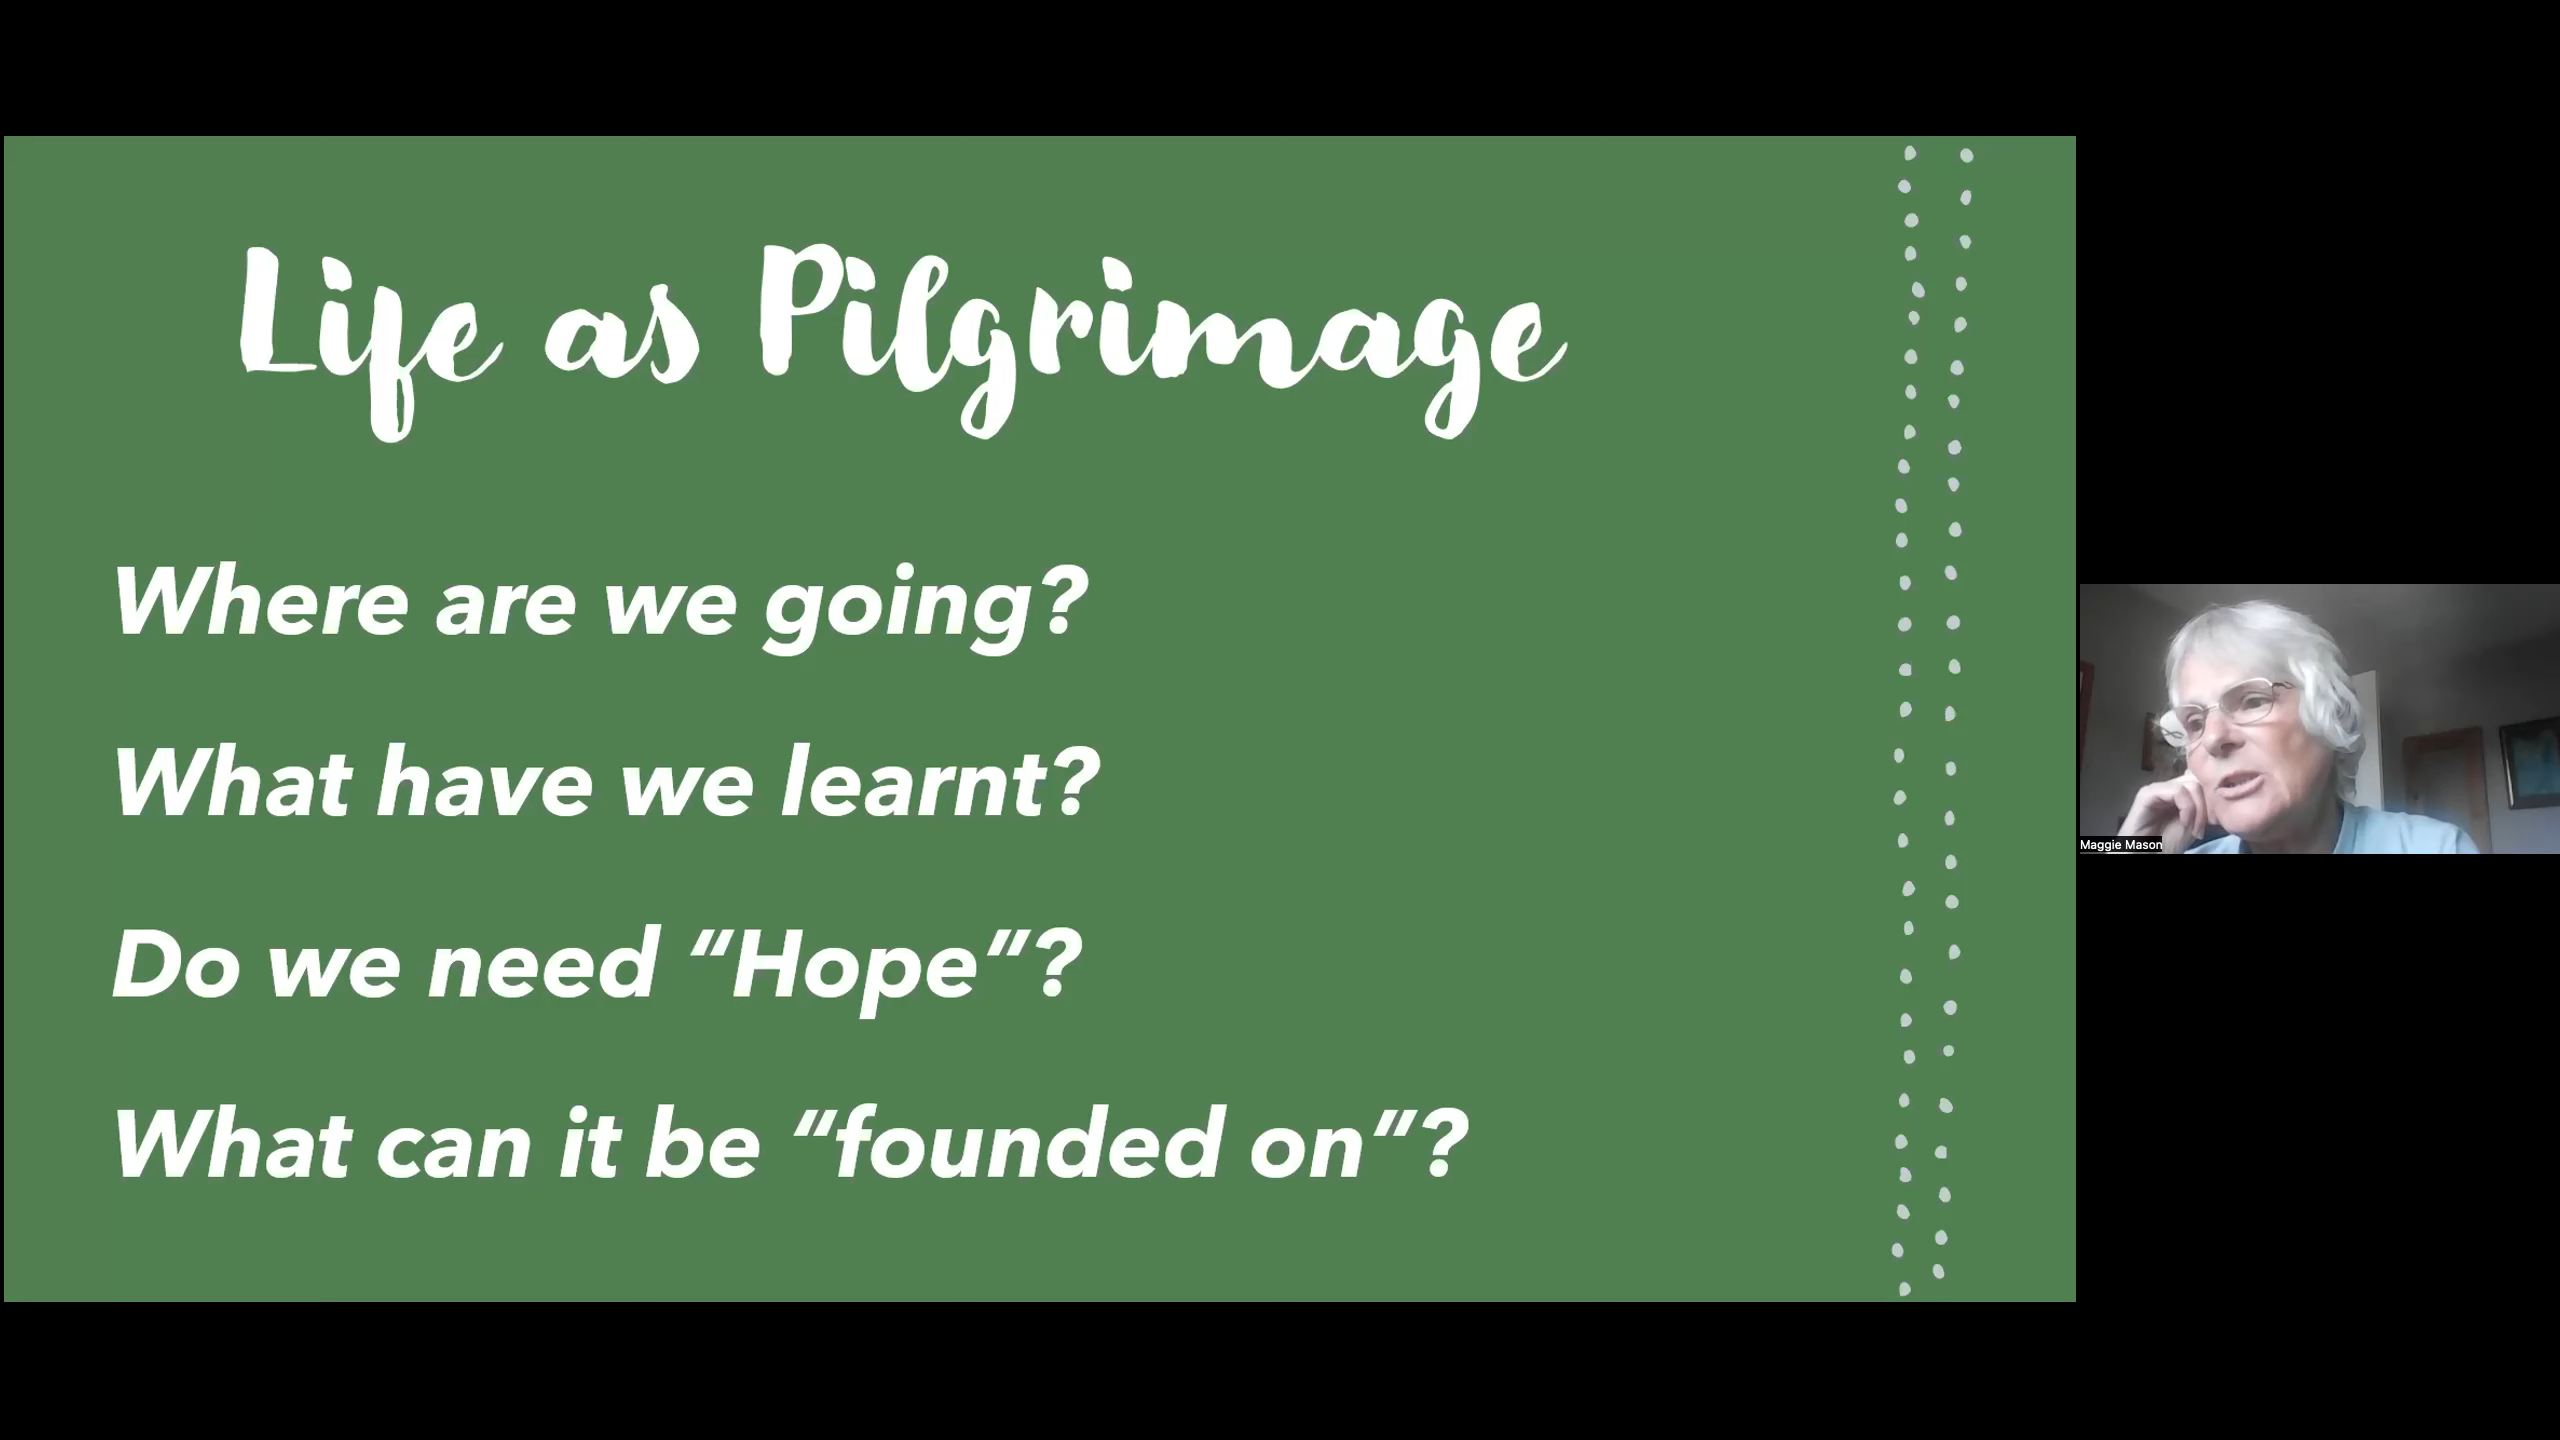 Life as Pilgrimage
Where are we going?
What have we learnt?
Do we need “Hope”?
What can it be “founded on”?
Maggie Mason